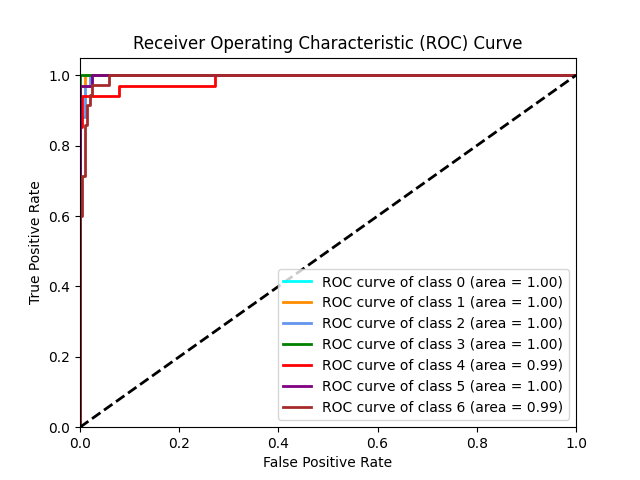 Receiver Operating Characteristic (ROC) Curve
1.0
0.8
0.6
0.4
0.2
0.0
True Positive Rate
ROC curve of class 0 (area = 1.00)
ROC curve of class 1 (area = 1.00)
ROC curve of class 2 (area = 1.00)
ROC curve of class 3 (area = 1.00)
ROC curve of class 4 (area = 0.99)
ROC curve of class 5 (area = 1.00)
ROC curve of class 6 (area = 0.99)
0.0 0.2 0.4 0.6 0.8 1.0
False Positive Rate